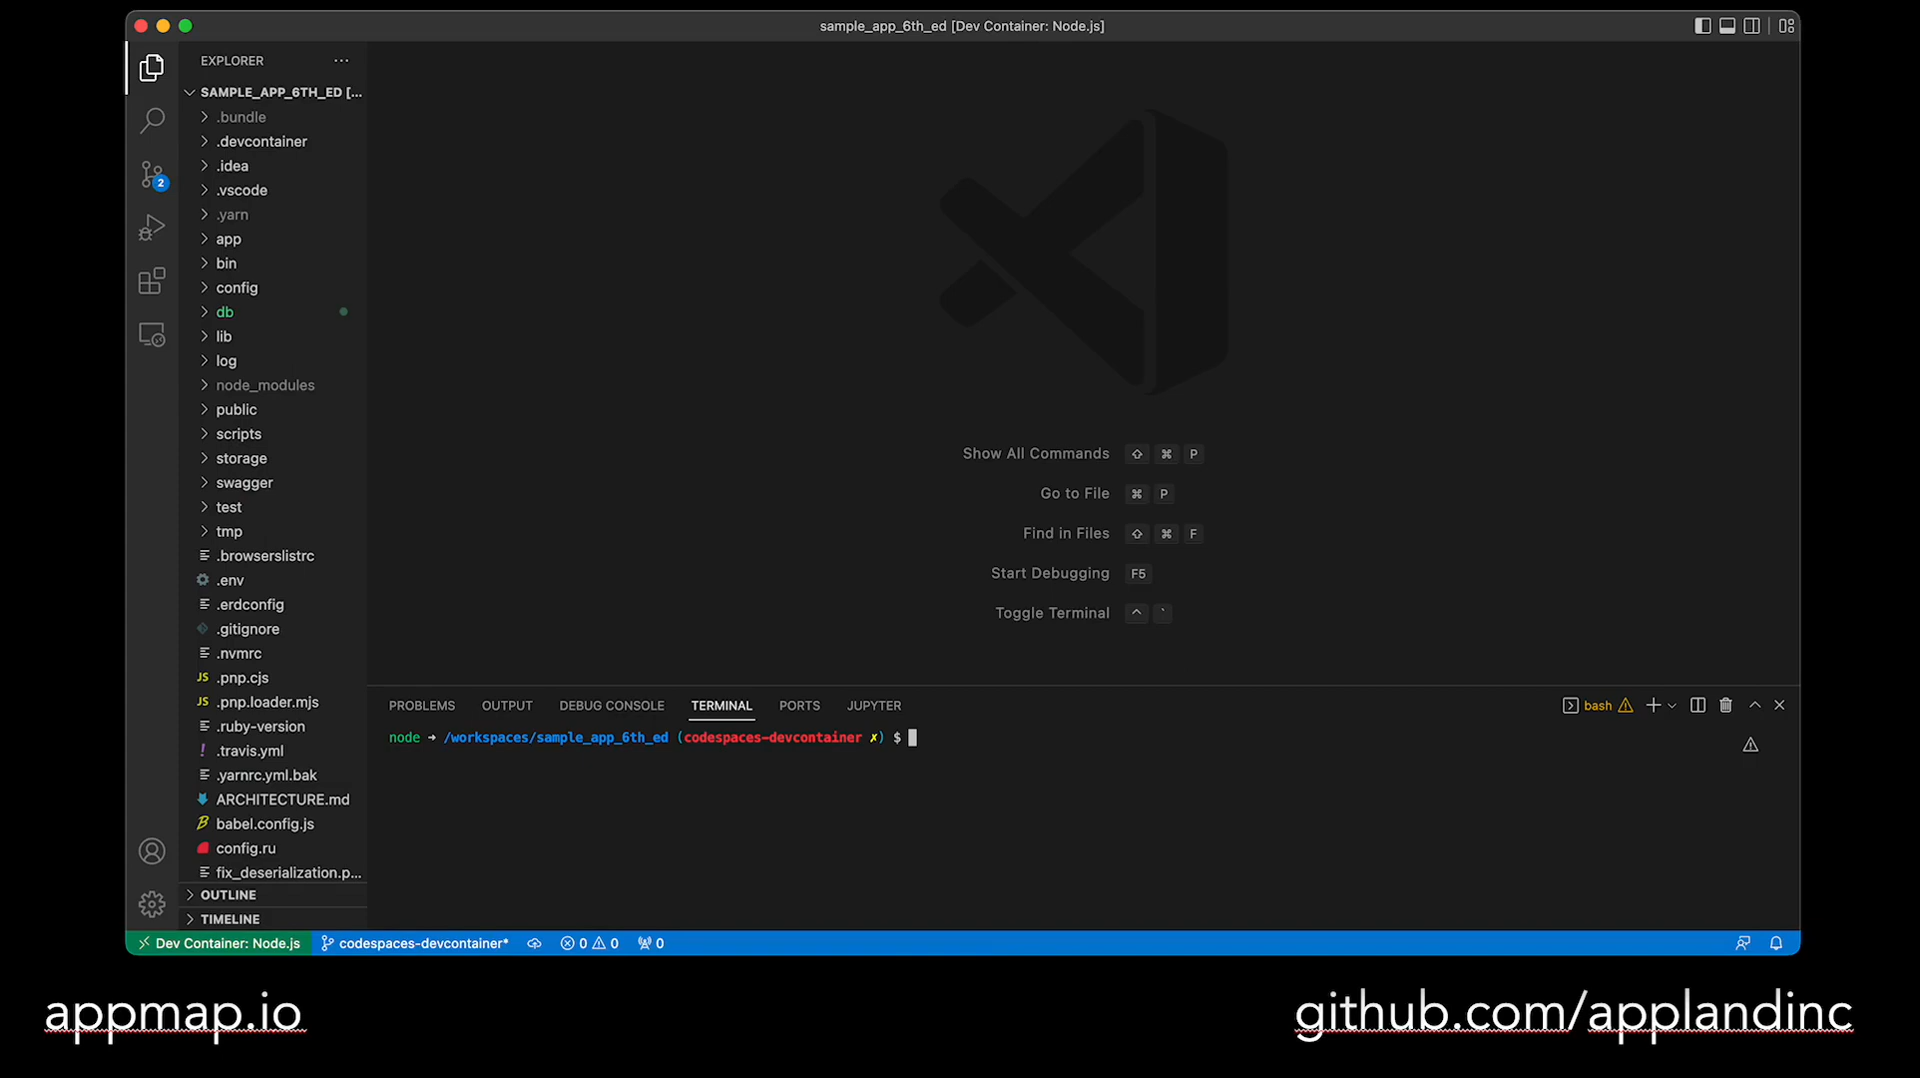 sample_app_6th_ed [Dev Container: Node.js]
EXPLORER
SAMPLE_APP_6TH_ED [...
.bundle
.devcontainer
.idea
.vscode
2
.yarn
app
bin
config
db
lib
log
node_modules
public
scripts
storage
swagger
test
tmp
.browserslistrc
.env
.erdconfig
.gitignore
.nvmrc
JS .pnp.cjs
JS .pnp.loader.mjs
.ruby-version
! .travis.yml
.yarnrc.yml.bak
ARCHITECTURE.md
babel.config.js
config.ru
fix_deserialization.p...
OUTLINE
TIMELINE
Show All Commands ⇧ ⌘ P
Go to File ⌘ P
Find in Files ⇧ ⌘ F
Start Debugging F5
Toggle Terminal ^ `
PROBLEMS OUTPUT DEBUG CONSOLE TERMINAL PORTS JUPYTER
bash
node → /workspaces/sample_app_6th_ed (codespaces-devcontainer ✗) $
Dev Container: Node.js codespaces-devcontainer* 0 0 0
appmap.io
github.com/applandinc